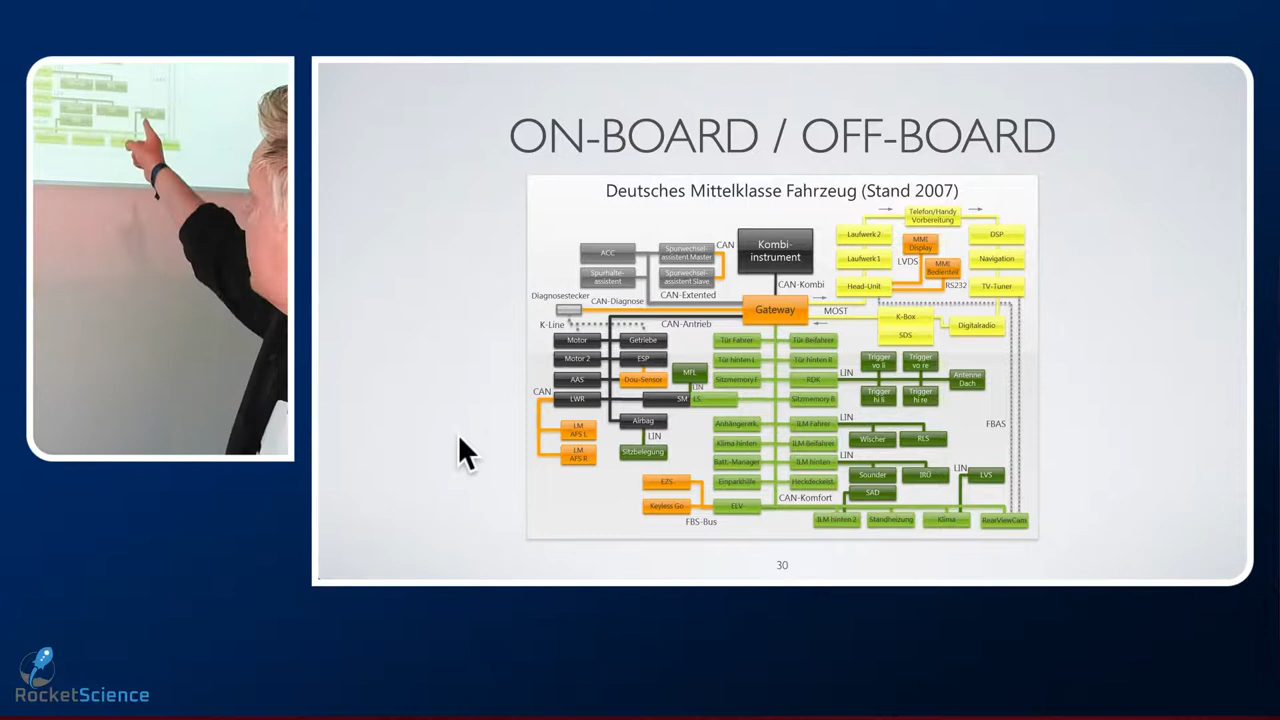 ON-BOARD / OFF-BOARD
Deutsches Mittelklasse Fahrzeug (Stand 2007)
Telefon/Handy
Vorbereitung
Laufwerk 2
MMI
Display
DSP
ACC
Spurwechsel-
assistent Master
CAN
Kombi-
instrument
Laufwerk 1
LVDS
MMI
Bedienteil
Navigation
Spurhalte-
assistent
Spurwechsel-
assistent Slave
CAN-Kombi
Head-Unit
RS232
TV-Tuner
Diagnosestecker
CAN-Diagnose
CAN-Extented
Gateway
MOST
K-Box
SDS
Digitalradio
K-Line
CAN-Antrieb
Motor
Getriebe
Tür Fahrer
Tür Beifahrer
Motor 2
ESP
MFL
Tür hinten L
Tür hinten R
LIN
Trigger
vo li
Trigger
vo re
Antenne
Dach
AAS
Dou-Sensor
LIN
Sitzmemory F
RDK
CAN
LWR
SM
LS
Sitzmemory B
Trigger
hi li
Trigger
hi re
Airbag
LIN
Sitzbelegung
LM
AFS L
LM
AFS R
Anhängerrk.
ILM Fahrer
LIN
FBAS
Klima hinten
ILM Beifahrer
Wischer
RLS
Batt.-Manager
ILM hinten
LIN
Einparkhilfe
Heckdeckelst.
Sounder
IRÜ
LIN
LVS
EZS
Keyless Go
ELV
CAN-Komfort
SAD
FBS-Bus
ILM hinten 2
Standheizung
Klima
RearViewCam
30
RocketScience